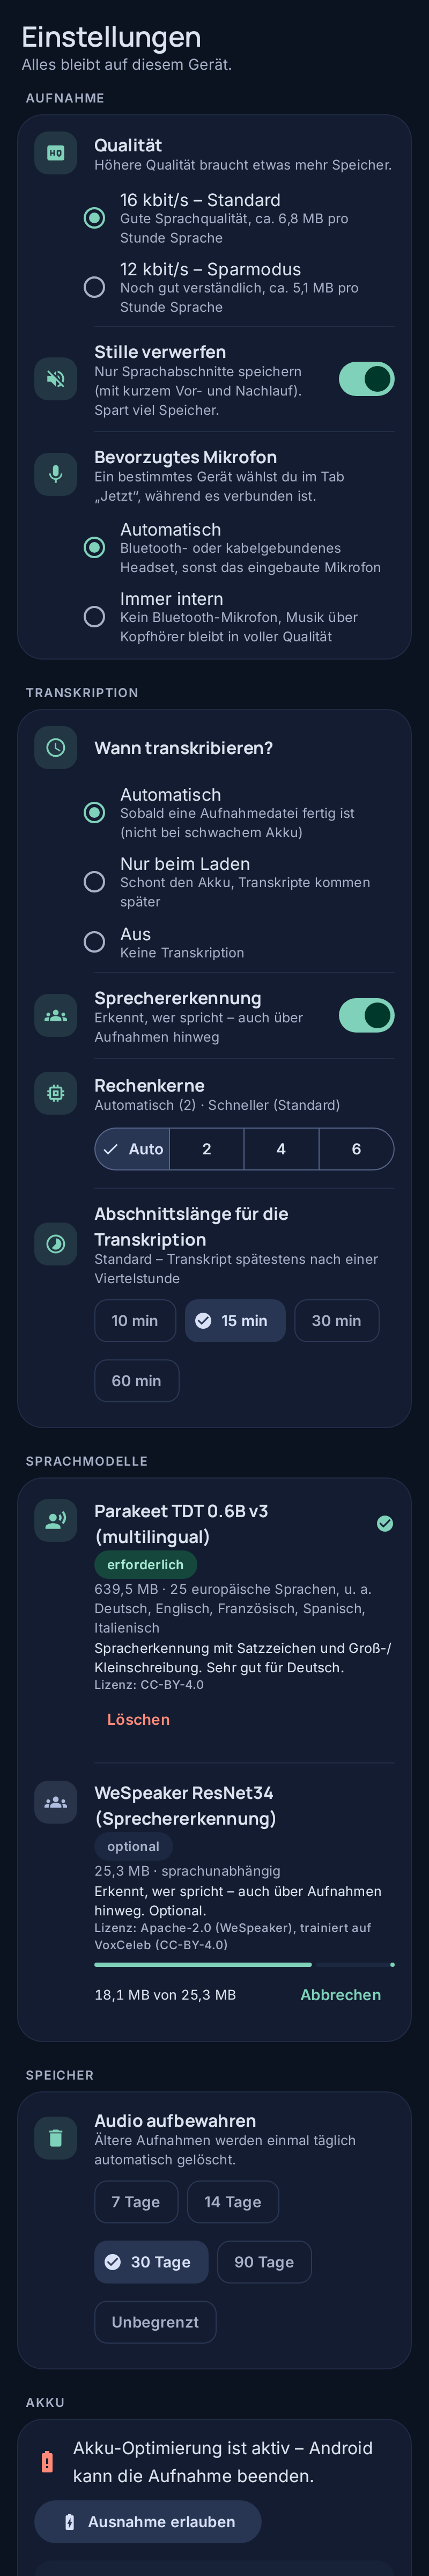 Einstellungen
Alles bleibt auf diesem Gerät.
AUFNAHME
HQ
Qualität
Höhere Qualität braucht etwas mehr Speicher.
16 kbit/s – Standard
Gute Sprachqualität, ca. 6,8 MB pro
Stunde Sprache
12 kbit/s – Sparmodus
Noch gut verständlich, ca. 5,1 MB pro
Stunde Sprache
Stille verwerfen
Nur Sprachabschnitte speichern
(mit kurzem Vor- und Nachlauf).
Spart viel Speicher.
Bevorzugtes Mikrofon
Ein bestimmtes Gerät wählst du im Tab
„Jetzt“, während es verbunden ist.
Automatisch
Bluetooth- oder kabelgebundenes
Headset, sonst das eingebaute Mikrofon
Immer intern
Kein Bluetooth-Mikrofon, Musik über
Kopfhörer bleibt in voller Qualität
TRANSKRIPTION
Wann transkribieren?
Automatisch
Sobald eine Aufnahmedatei fertig ist
(nicht bei schwachem Akku)
Nur beim Laden
Schont den Akku, Transkripte kommen
später
Aus
Keine Transkription
Sprechererkennung
Erkennt, wer spricht – auch über
Aufnahmen hinweg
Rechenkerne
Automatisch (2) · Schneller (Standard)
Auto 2 4 6
Abschnittslänge für die
Transkription
Standard – Transkript spätestens nach einer
Viertelstunde
10 min 15 min 30 min
60 min
SPRACHMODELLE
Parakeet TDT 0.6B v3
(multilingual)
erforderlich
639,5 MB · 25 europäische Sprachen, u. a.
Deutsch, Englisch, Französisch, Spanisch,
Italienisch
Spracherkennung mit Satzzeichen und Groß-/
Kleinschreibung. Sehr gut für Deutsch.
Lizenz: CC-BY-4.0
Löschen
WeSpeaker ResNet34
(Sprechererkennung)
optional
25,3 MB · sprachunabhängig
Erkennt, wer spricht – auch über Aufnahmen
hinweg. Optional.
Lizenz: Apache-2.0 (WeSpeaker), trainiert auf
VoxCeleb (CC-BY-4.0)
18,1 MB von 25,3 MB Abbrechen
SPEICHER
Audio aufbewahren
Ältere Aufnahmen werden einmal täglich
automatisch gelöscht.
7 Tage 14 Tage
30 Tage 90 Tage
Unbegrenzt
AKKU
Akku-Optimierung ist aktiv – Android
kann die Aufnahme beenden.
Ausnahme erlauben